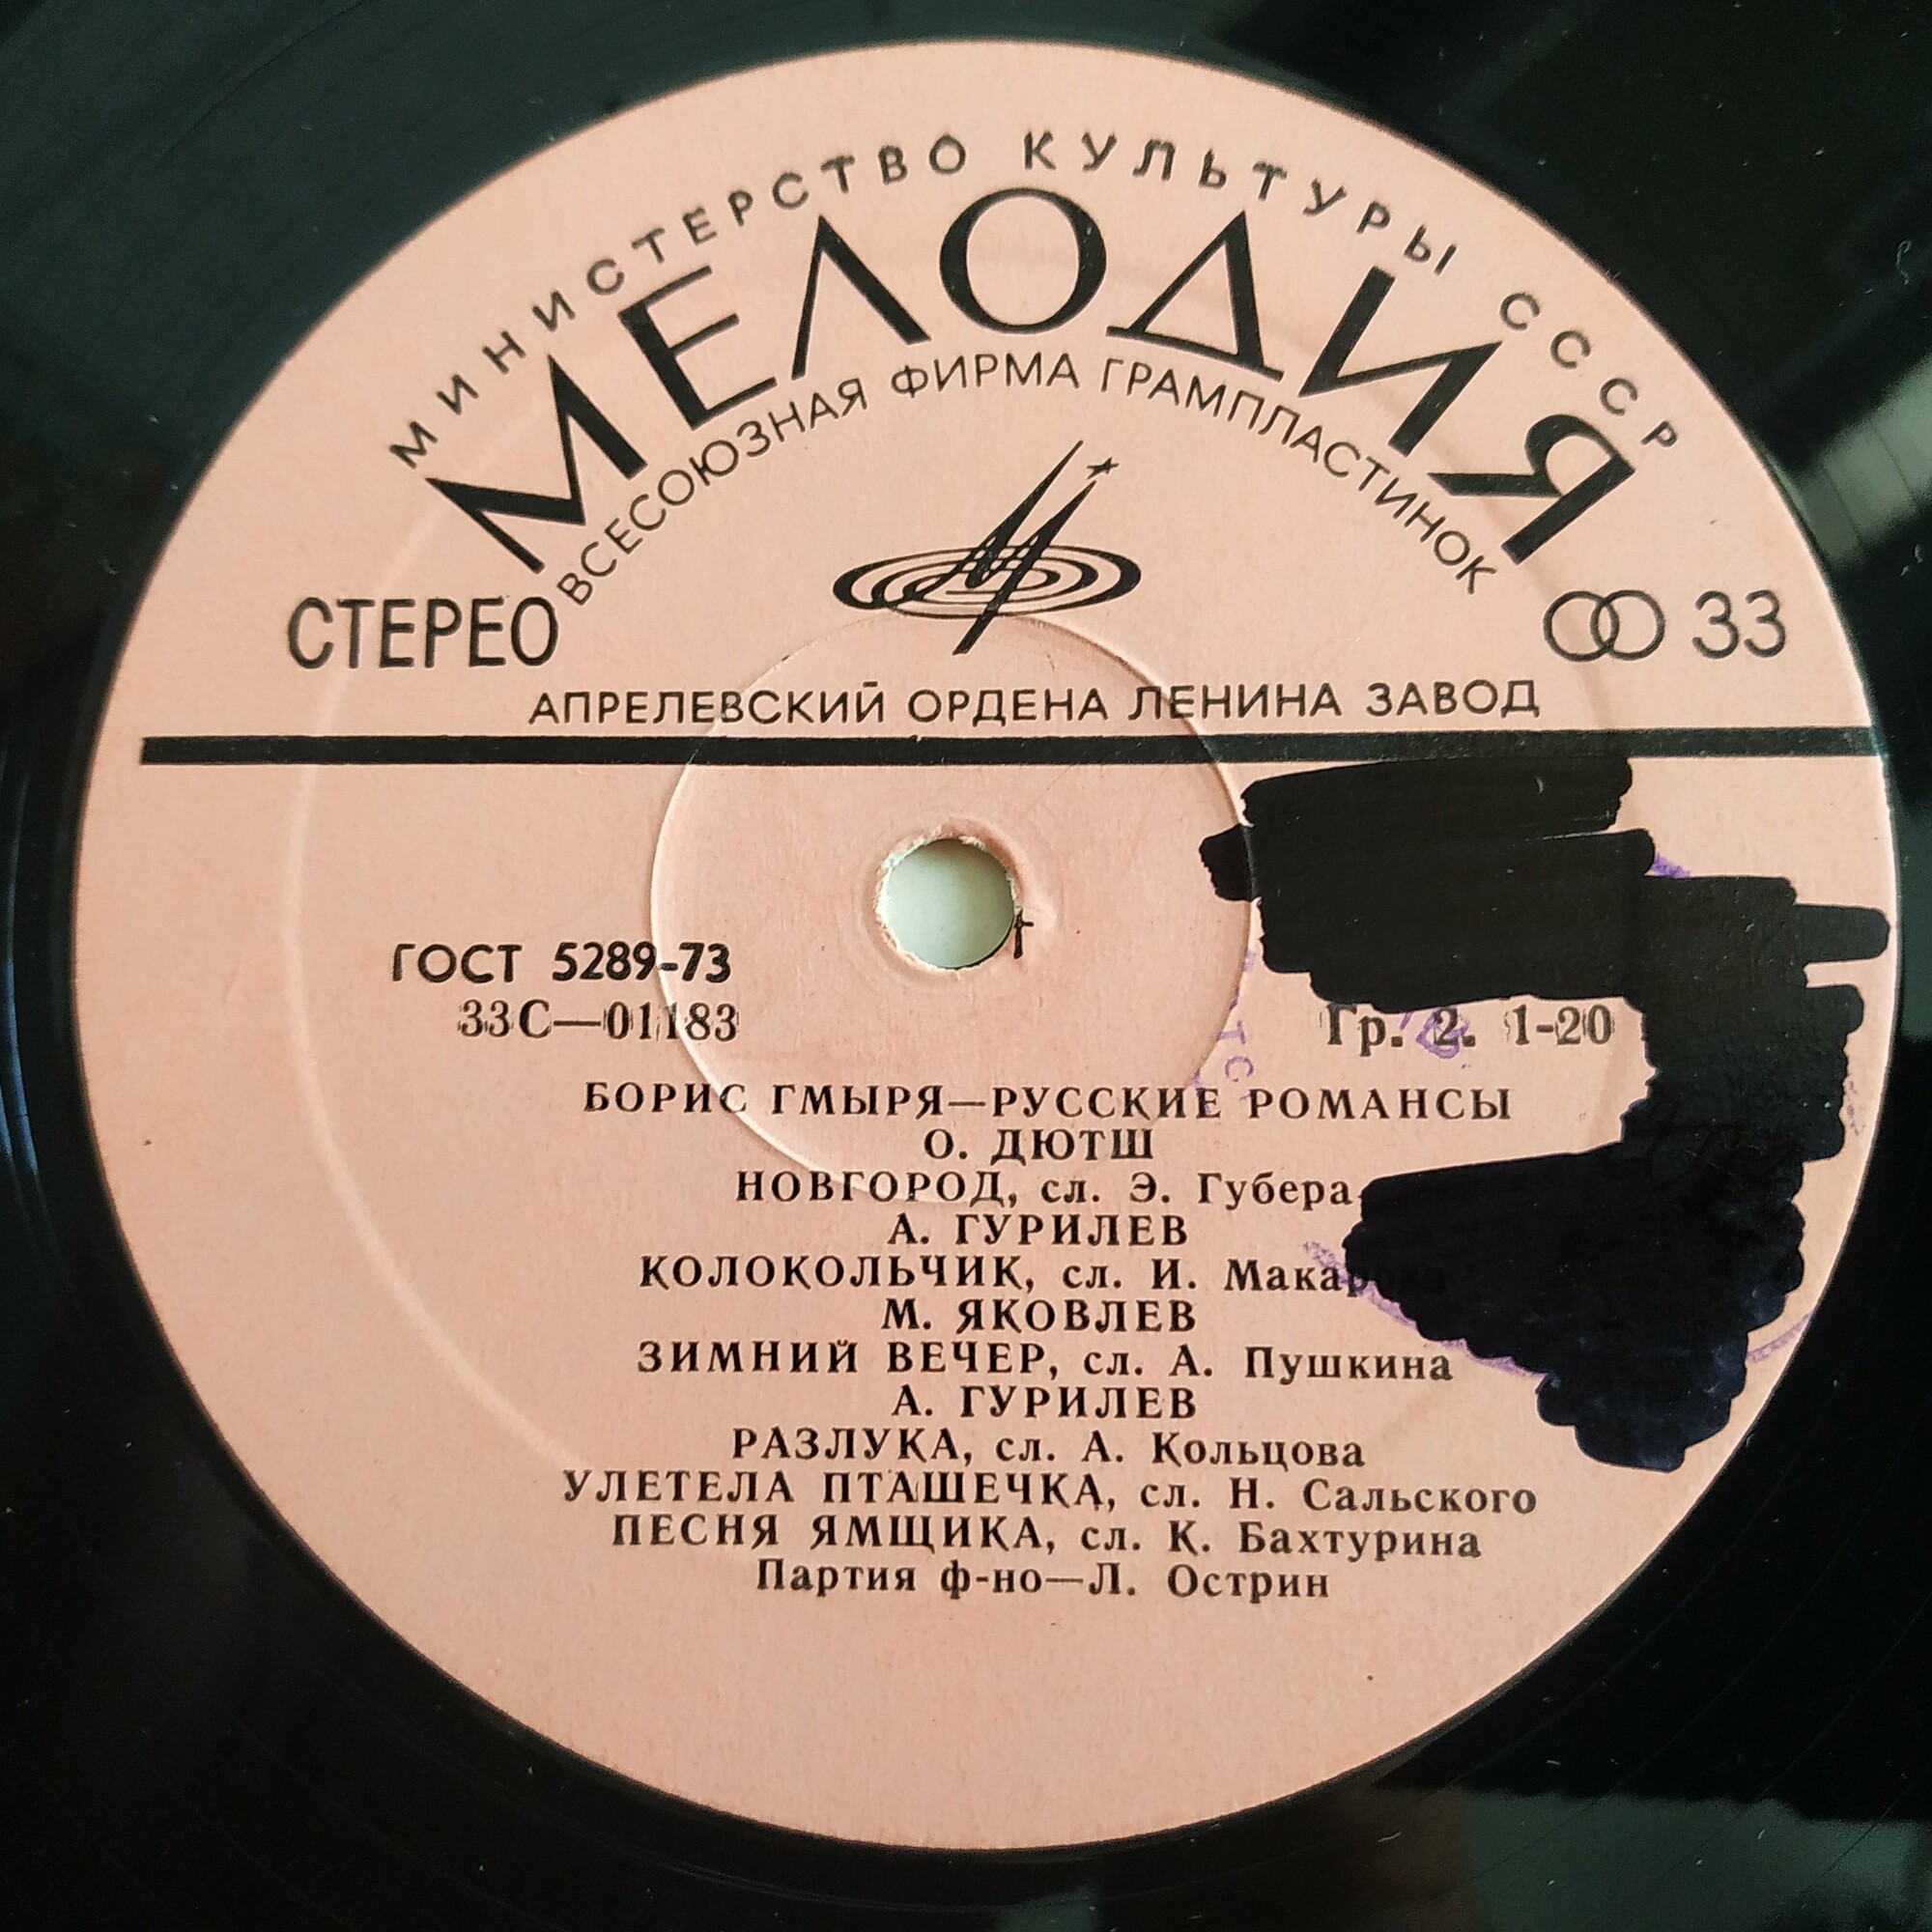 МИНИСТЕРСТВО КУЛЬТУРЫ СССР
МЕЛОДИЯ
ВСЕСОЮЗНАЯ ФИРМА ГРАМПЛАСТИНОК
СТЕРЕО
33
АПРЕЛЕВСКИЙ ОРДЕНА ЛЕНИНА ЗАВОД
ГОСТ 5289-73
33С—01183
Гр. 2. 1-20
БОРИС ГМЫРЯ—РУССКИЕ РОМАНСЫ
О. ДЮТШ
НОВГОРОД, сл. Э. Губера
А. ГУРИЛЕВ
КОЛОКОЛЬЧИК, сл. И. Макарова
М. ЯКОВЛЕВ
ЗИМНИЙ ВЕЧЕР, сл. А. Пушкина
А. ГУРИЛЕВ
РАЗЛУКА, сл. А. Кольцова
УЛЕТЕЛА ПТАШЕЧКА, сл. Н. Сальского
ПЕСНЯ ЯМЩИКА, сл. К. Бахтурина
Партия ф-но—Л. Острин